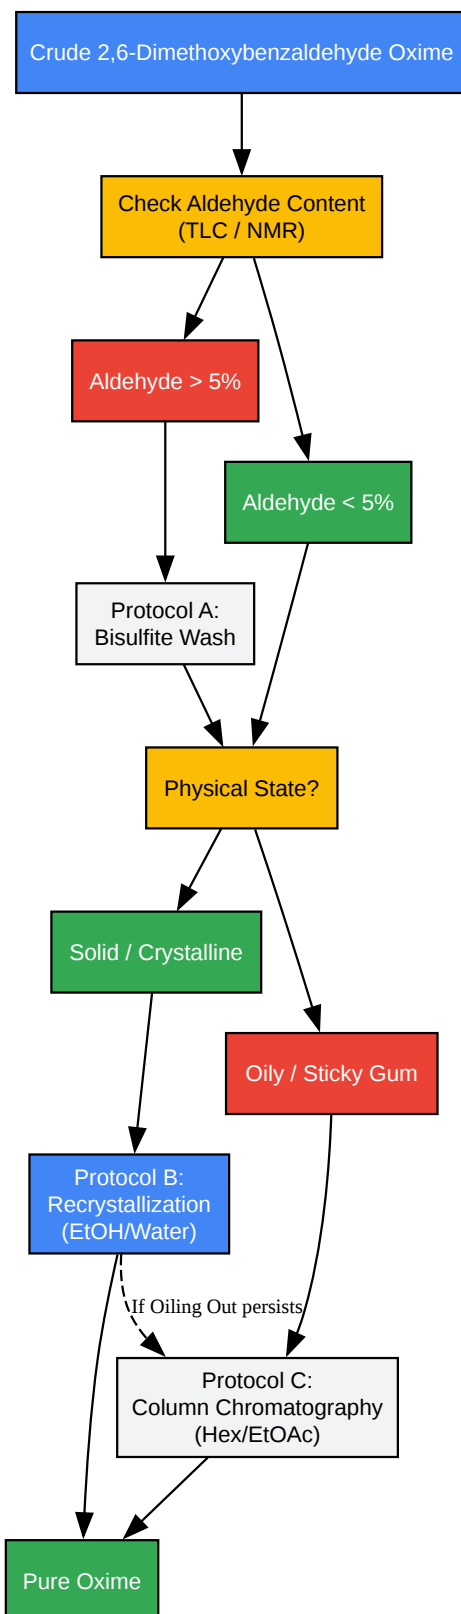 Crude 2,6-Dimethoxybenzaldehyde Oxime
Check Aldehyde Content
(TLC / NMR)
Aldehyde > 5%
Aldehyde < 5%
Protocol A:
Bisulfite Wash
Physical State?
Solid / Crystalline
Oily / Sticky Gum
Protocol B:
Recrystallization
(EtOH/Water)
If Oiling Out persists
Protocol C:
Column Chromatography
(Hex/EtOAc)
Pure Oxime